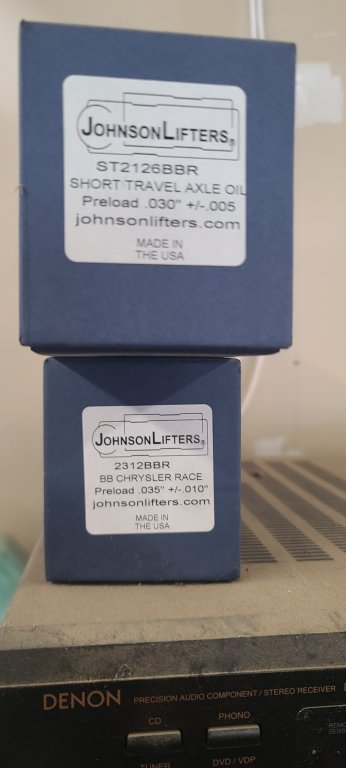 JOHNSONLIFTERS®
ST2126BBR
SHORT TRAVEL AXLE OIL
Preload .030" +/-.005
johnsonlifters.com
MADE IN
THE USA
JOHNSONLIFTERS®
2312BBR
BB CHRYSLER RACE
Preload .035" +/-.010"
johnsonlifters.com
MADE IN
THE USA
DENON PRECISION AUDIO COMPONENT / STEREO RECEIVER
CD PHONO
REMO
SENS
TUNER DVD / VDP